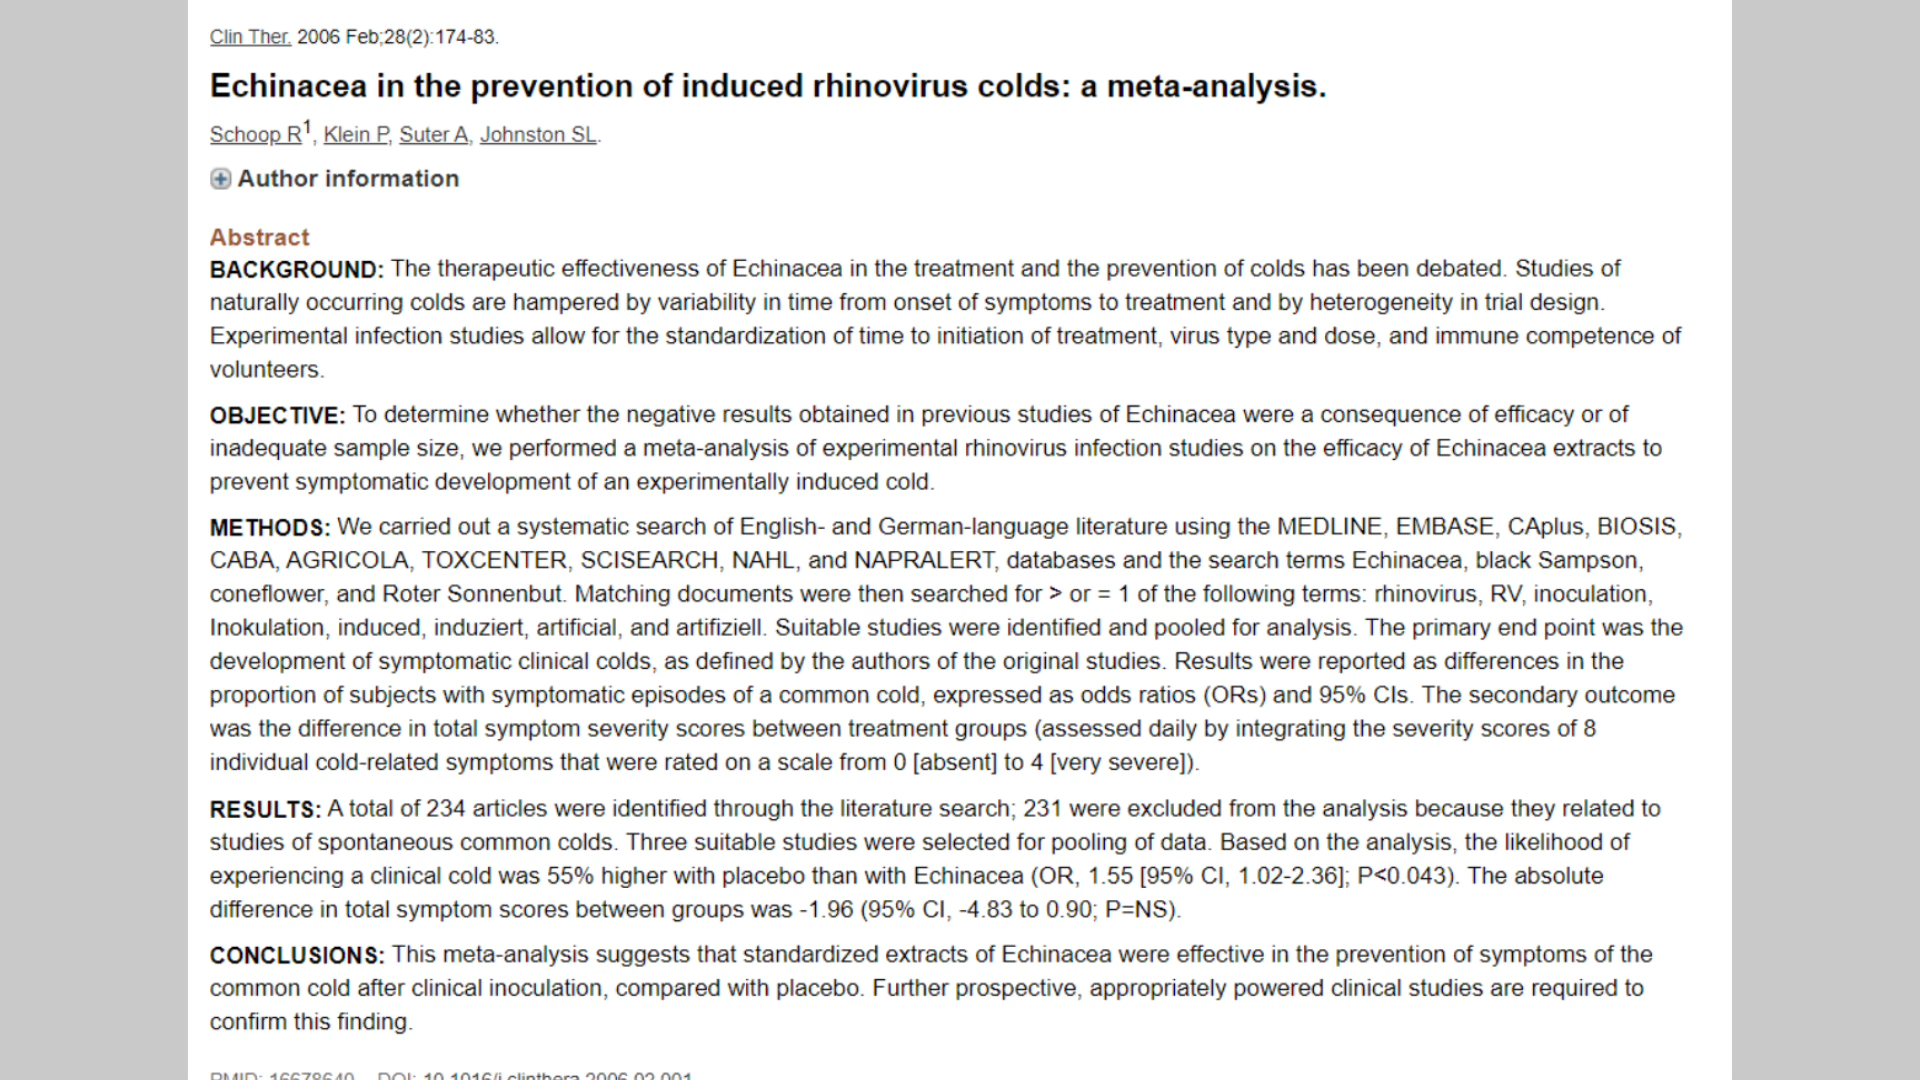 Clin Ther. 2006 Feb;28(2):174-83.
Echinacea in the prevention of induced rhinovirus colds: a meta-analysis.
Schoop R1, Klein P, Suter A, Johnston SL.
Author information
Abstract
BACKGROUND: The therapeutic effectiveness of Echinacea in the treatment and the prevention of colds has been debated. Studies of
naturally occurring colds are hampered by variability in time from onset of symptoms to treatment and by heterogeneity in trial design.
Experimental infection studies allow for the standardization of time to initiation of treatment, virus type and dose, and immune competence of
volunteers.
OBJECTIVE: To determine whether the negative results obtained in previous studies of Echinacea were a consequence of efficacy or of
inadequate sample size, we performed a meta-analysis of experimental rhinovirus infection studies on the efficacy of Echinacea extracts to
prevent symptomatic development of an experimentally induced cold.
METHODS: We carried out a systematic search of English- and German-language literature using the MEDLINE, EMBASE, CAplus, BIOSIS,
CABA, AGRICOLA, TOXCENTER, SCISEARCH, NAHL, and NAPRALERT, databases and the search terms Echinacea, black Sampson,
coneflower, and Roter Sonnenbut. Matching documents were then searched for > or = 1 of the following terms: rhinovirus, RV, inoculation,
Inokulation, induced, induziert, artificial, and artifiziell. Suitable studies were identified and pooled for analysis. The primary end point was the
development of symptomatic clinical colds, as defined by the authors of the original studies. Results were reported as differences in the
proportion of subjects with symptomatic episodes of a common cold, expressed as odds ratios (ORs) and 95% CIs. The secondary outcome
was the difference in total symptom severity scores between treatment groups (assessed daily by integrating the severity scores of 8
individual cold-related symptoms that were rated on a scale from 0 [absent] to 4 [very severe]).
RESULTS: A total of 234 articles were identified through the literature search; 231 were excluded from the analysis because they related to
studies of spontaneous common colds. Three suitable studies were selected for pooling of data. Based on the analysis, the likelihood of
experiencing a clinical cold was 55% higher with placebo than with Echinacea (OR, 1.55 [95% CI, 1.02-2.36]; P<0.043). The absolute
difference in total symptom scores between groups was -1.96 (95% CI, -4.83 to 0.90; P=NS).
CONCLUSIONS: This meta-analysis suggests that standardized extracts of Echinacea were effective in the prevention of symptoms of the
common cold after clinical inoculation, compared with placebo. Further prospective, appropriately powered clinical studies are required to
confirm this finding.
PMID: 16678640 DOI: 10.1016/j.clinthera.2006.02.001